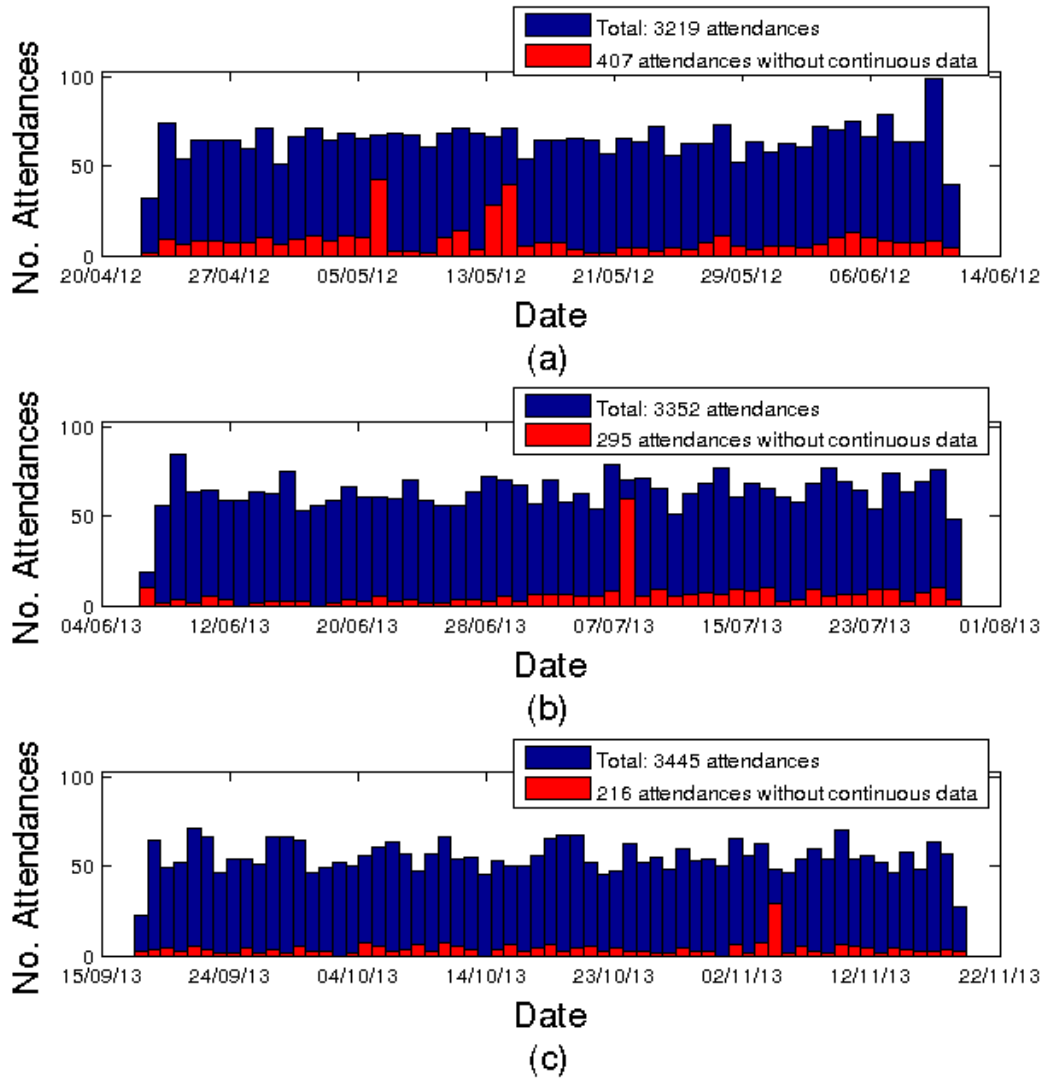 Total: 3219 attendances
407 attendances without continuous data
No. Attendances
100
50
0
20/04/12 27/04/12 05/05/12 13/05/12 21/05/12 29/05/12 06/06/12 14/06/12
Date
(a)
Total: 3352 attendances
295 attendances without continuous data
No. Attendances
100
50
0
04/06/13 12/06/13 20/06/13 28/06/13 07/07/13 15/07/13 23/07/13 01/08/13
Date
(b)
Total: 3445 attendances
216 attendances without continuous data
No. Attendances
100
50
0
15/09/13 24/09/13 04/10/13 14/10/13 23/10/13 02/11/13 12/11/13 22/11/13
Date
(c)